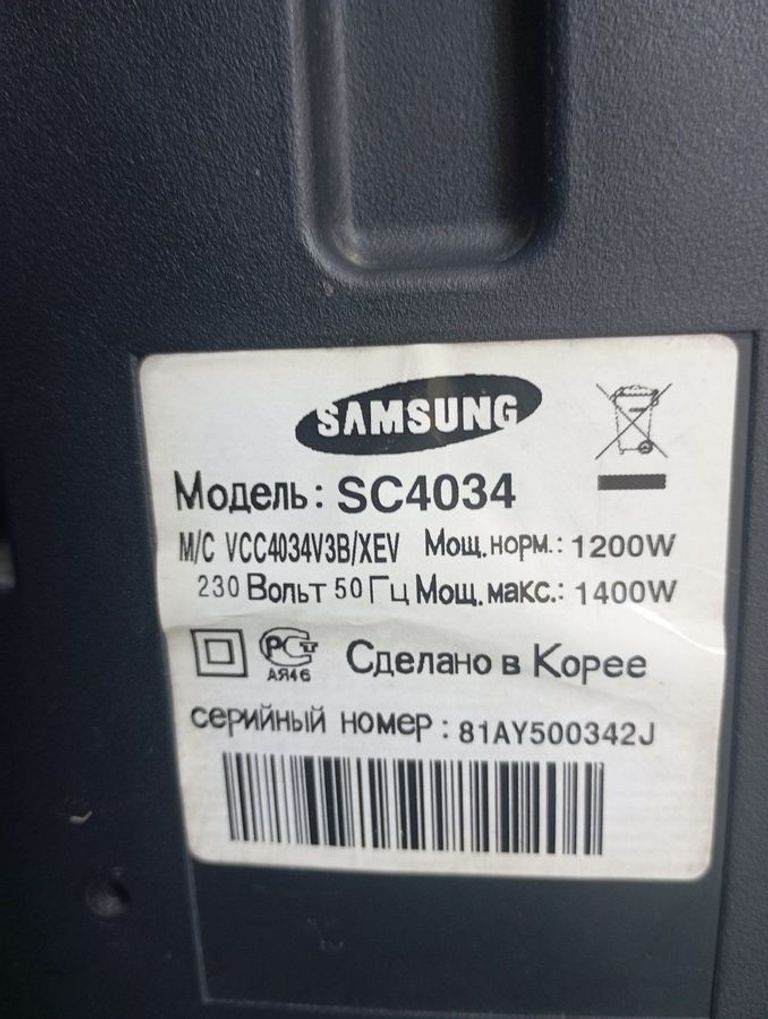 SAMSUNG
Модель: SC4034
M/C VCC4034V3B/XEV Мощ.норм.: 1200W
230 Вольт 50 Гц Мощ.макс.: 1400W
РСТ Сделано в Корее
АЯ46
серийный номер: 81AY500342J